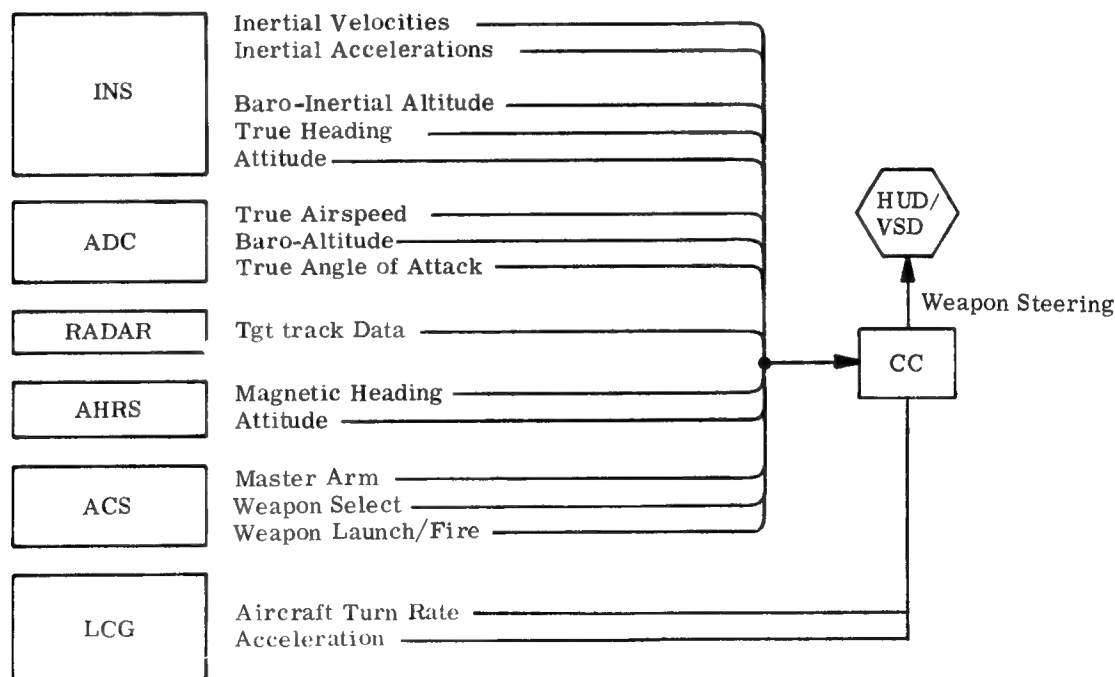 INS
Inertial Velocities
Inertial Accelerations
Baro-Inertial Altitude
True Heading
Attitude
ADC
True Airspeed
Baro-Altitude
True Angle of Attack
RADAR
Tgt track Data
AHRS
Magnetic Heading
Attitude
ACS
Master Arm
Weapon Select
Weapon Launch/Fire
LCG
Aircraft Turn Rate
Acceleration
HUD/
VSD
Weapon Steering
CC